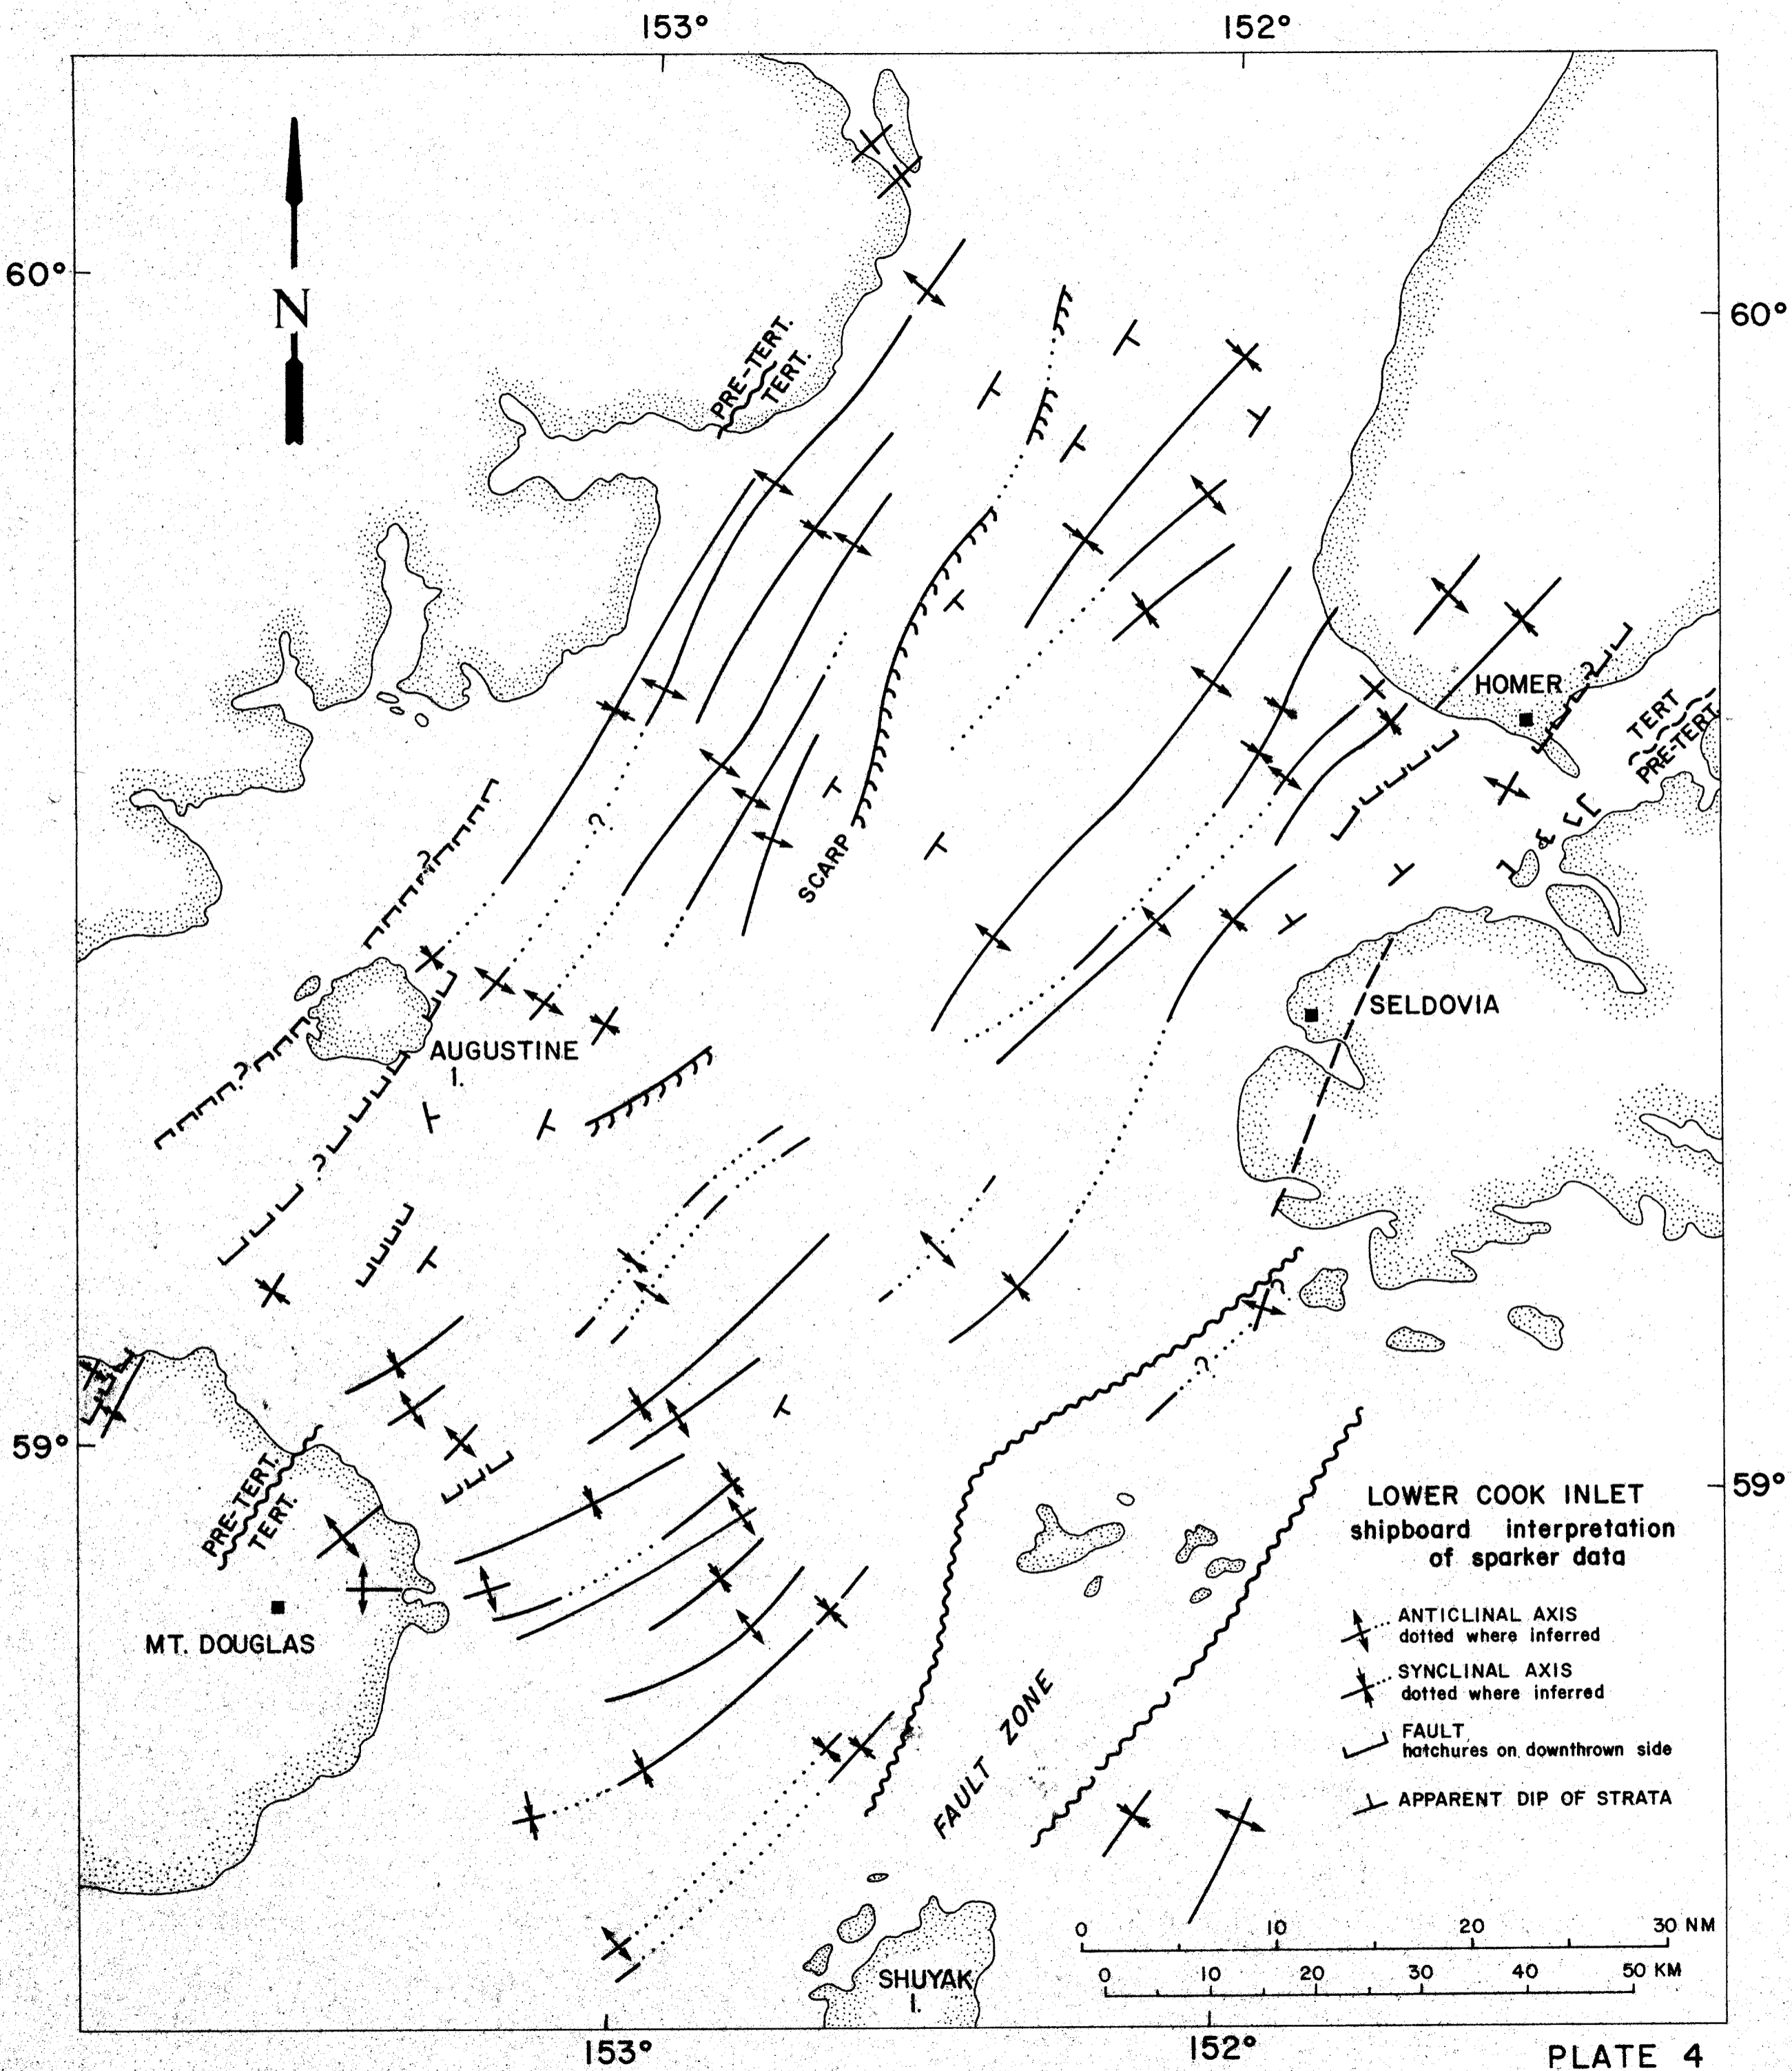 153°
152°
60°
N
60°
PRE-TERT.
TERT.
HOMER
?
TERT
PRE-TERT.
?
?
SCARP
AUGUSTINE
I.
?
?
SELDOVIA
?
?
59°
59°
PRE-TERT.
TERT.
MT. DOUGLAS
FAULT ZONE
LOWER COOK INLET
shipboard interpretation
of sparker data
ANTICLINAL AXIS
dotted where inferred
SYNCLINAL AXIS
dotted where inferred
FAULT
hatchures on downthrown side
APPARENT DIP OF STRATA
0 10 20 30 NM
0 10 20 30 40 50 KM
SHUYAK
I.
153°
152°
PLATE 4